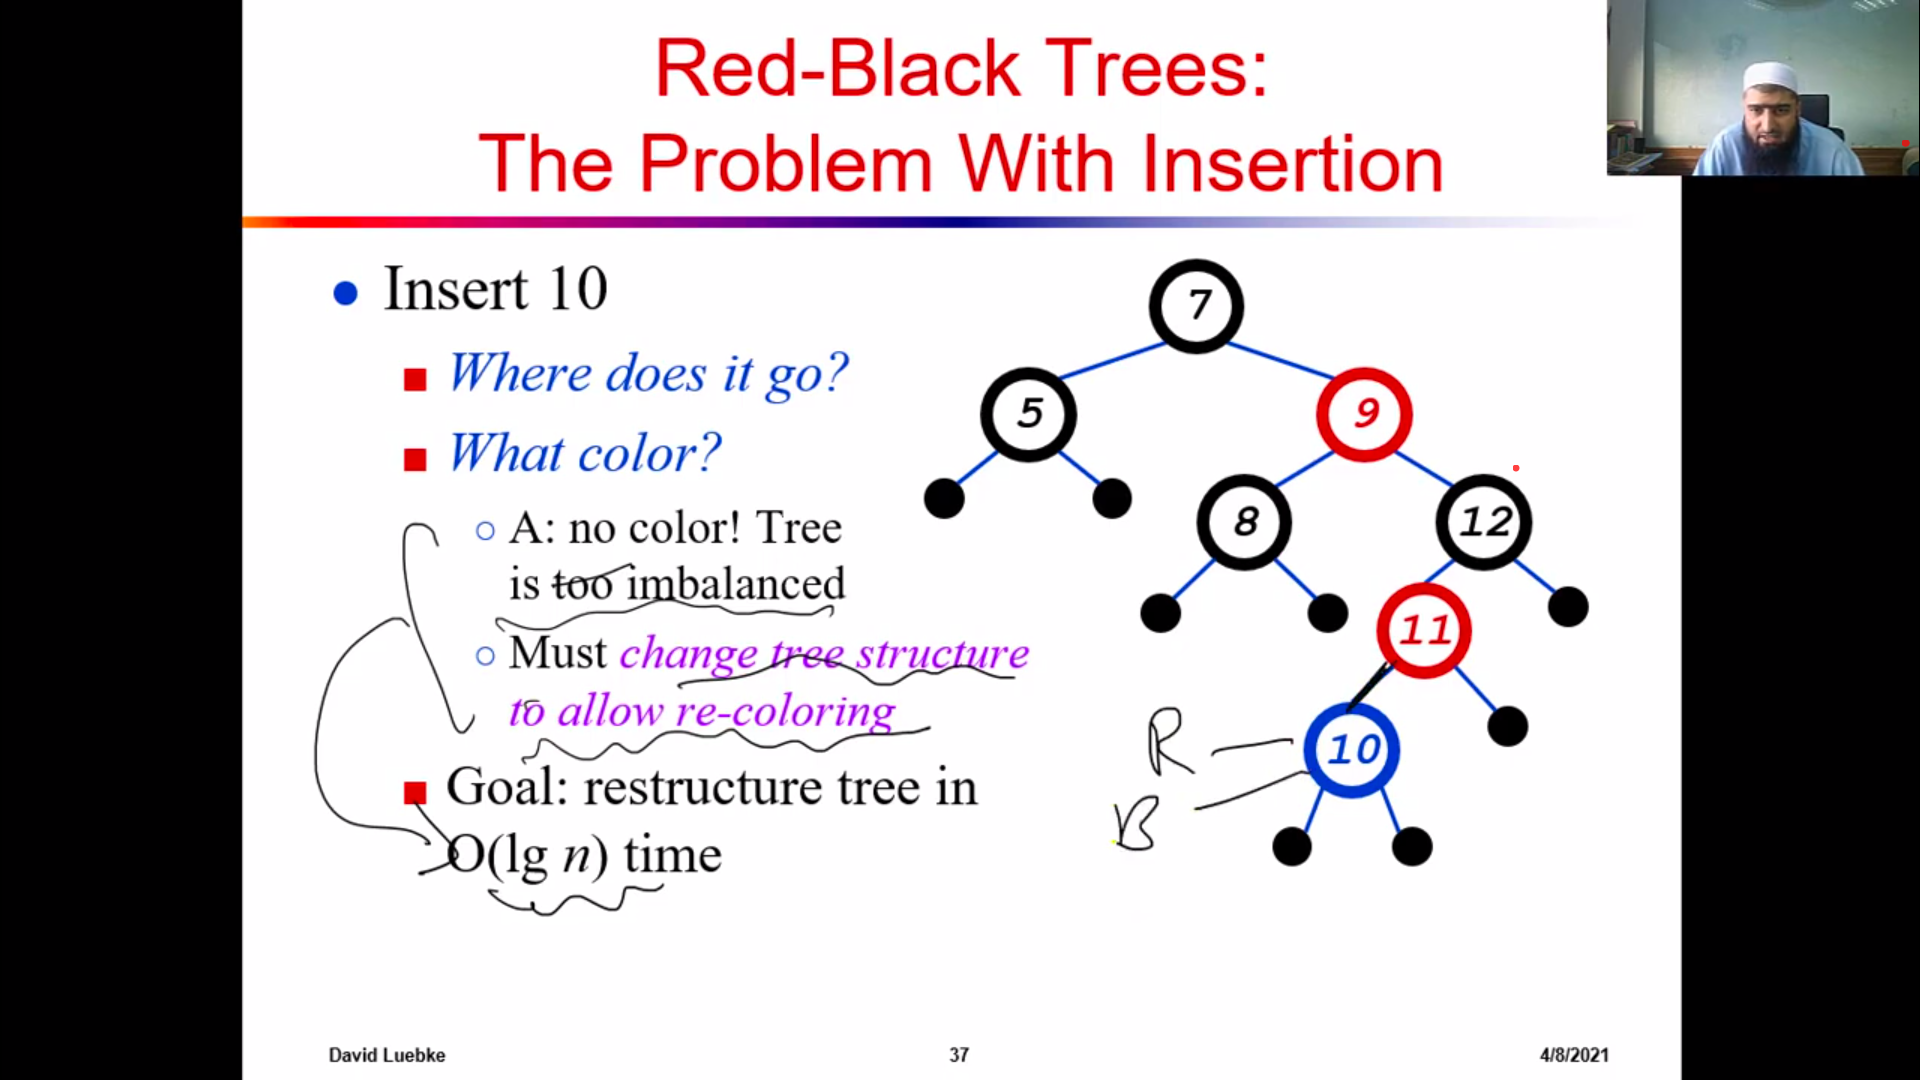 Red-Black Trees:
The Problem With Insertion
Insert 10
Where does it go?
What color?
A: no color! Tree
is too imbalanced
Must change tree structure
to allow re-coloring
Goal: restructure tree in
O(lg n) time
7
5
9
8
12
11
R
10
B
David Luebke
37
4/8/2021